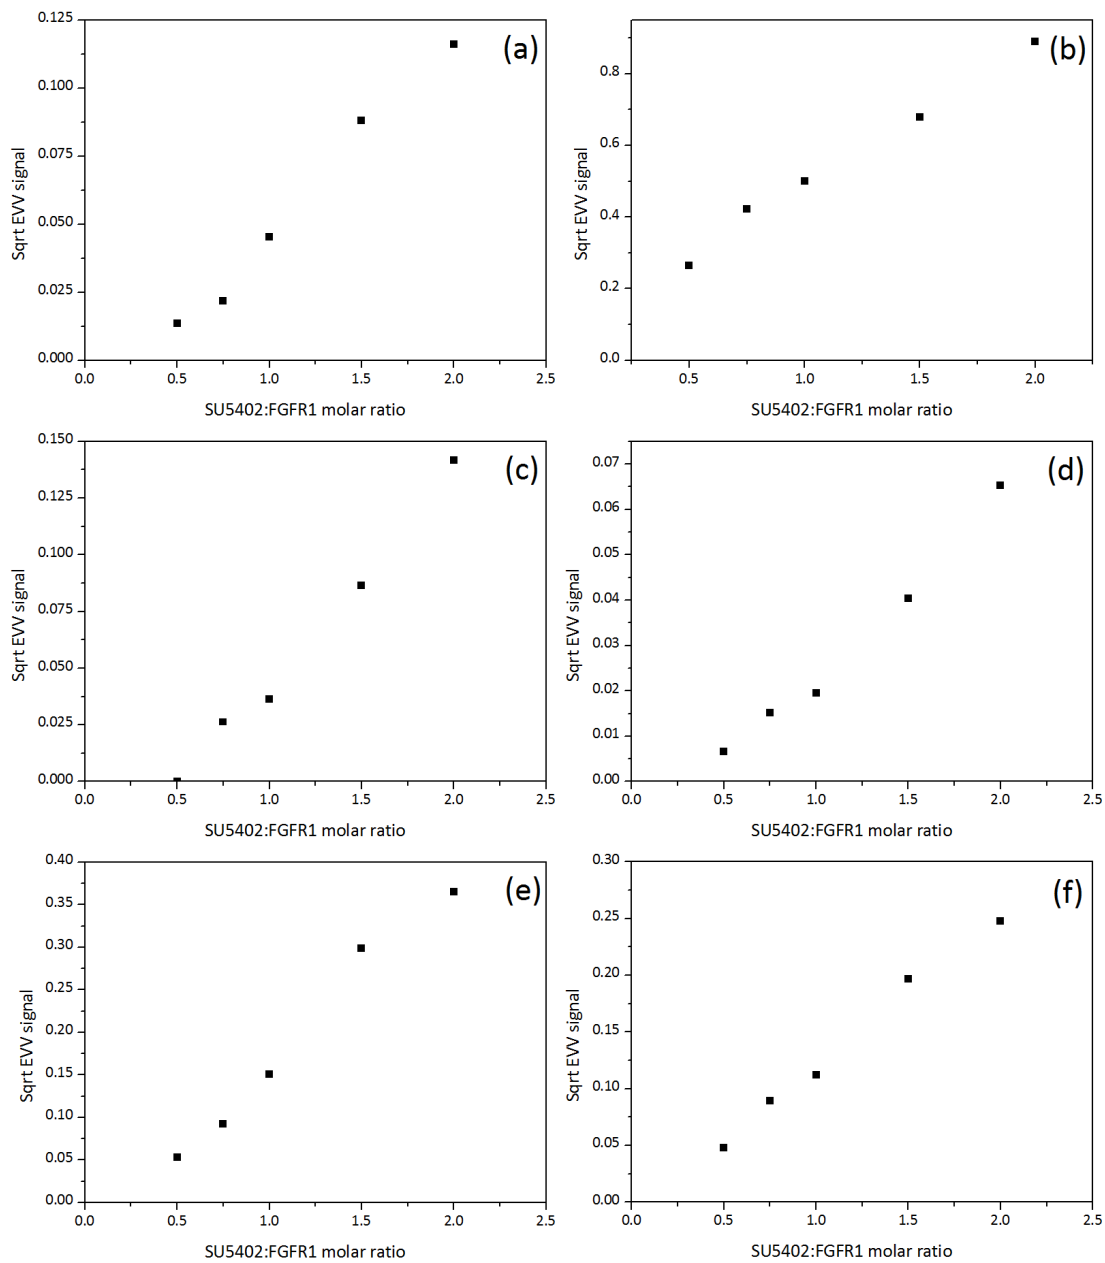 (a)
0.125
0.100
0.075
0.050
0.025
0.000
Sqrt EVV signal
0.0 0.5 1.0 1.5 2.0 2.5
SU5402:FGFR1 molar ratio
(b)
0.8
0.6
0.4
0.2
0.0
Sqrt EVV signal
0.5 1.0 1.5 2.0
SU5402:FGFR1 molar ratio
(c)
0.150
0.125
0.100
0.075
0.050
0.025
0.000
Sqrt EVV signal
0.0 0.5 1.0 1.5 2.0 2.5
SU5402:FGFR1 molar ratio
(d)
0.07
0.06
0.05
0.04
0.03
0.02
0.01
0.00
Sqrt EVV signal
0.0 0.5 1.0 1.5 2.0 2.5
SU5402:FGFR1 molar ratio
(e)
0.40
0.35
0.30
0.25
0.20
0.15
0.10
0.05
0.00
Sqrt EVV signal
0.0 0.5 1.0 1.5 2.0 2.5
SU5402:FGFR1 molar ratio
(f)
0.30
0.25
0.20
0.15
0.10
0.05
0.00
Sqrt EVV signal
0.0 0.5 1.0 1.5 2.0 2.5
SU5402:FGFR1 molar ratio